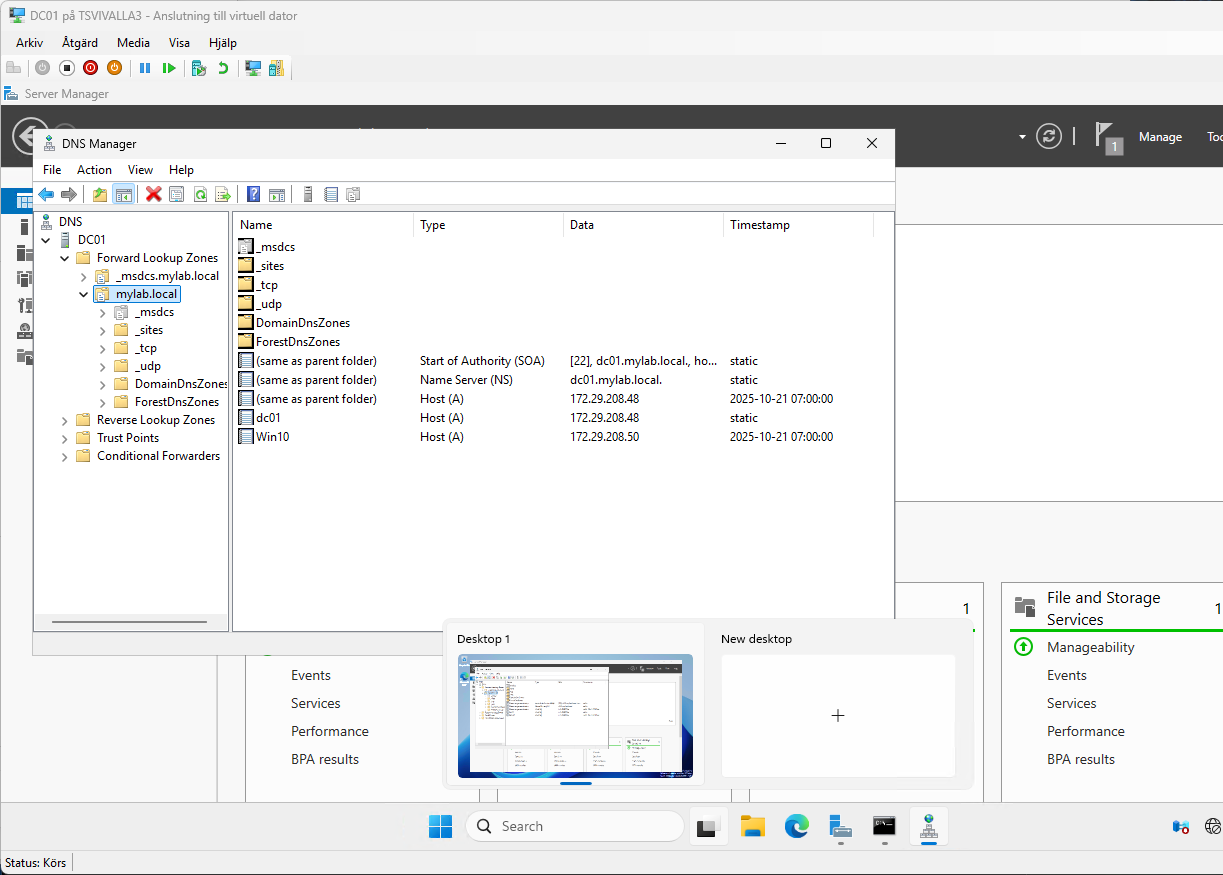 DC01 på TSVIVALLA3 - Anslutning till virtuell dator
Arkiv Åtgärd Media Visa Hjälp
Server Manager
1 Manage
DNS Manager
File Action View Help
DNS
DC01
Forward Lookup Zones
_msdcs.mylab.local
mylab.local
_msdcs
_sites
_tcp
_udp
DomainDnsZones
ForestDnsZones
Reverse Lookup Zones
Trust Points
Conditional Forwarders
Name Type Data Timestamp
_msdcs
_sites
_tcp
_udp
DomainDnsZones
ForestDnsZones
(same as parent folder) Start of Authority (SOA) [22], dc01.mylab.local., ho... static
(same as parent folder) Name Server (NS) dc01.mylab.local. static
(same as parent folder) Host (A) 172.29.208.48 2025-10-21 07:00:00
dc01 Host (A) 172.29.208.48 static
Win10 Host (A) 172.29.208.50 2025-10-21 07:00:00
1
File and Storage
Services
1
Manageability
Events
Services
Performance
BPA results
Events
Services
Performance
BPA results
Desktop 1
New desktop
Search
Status: Körs